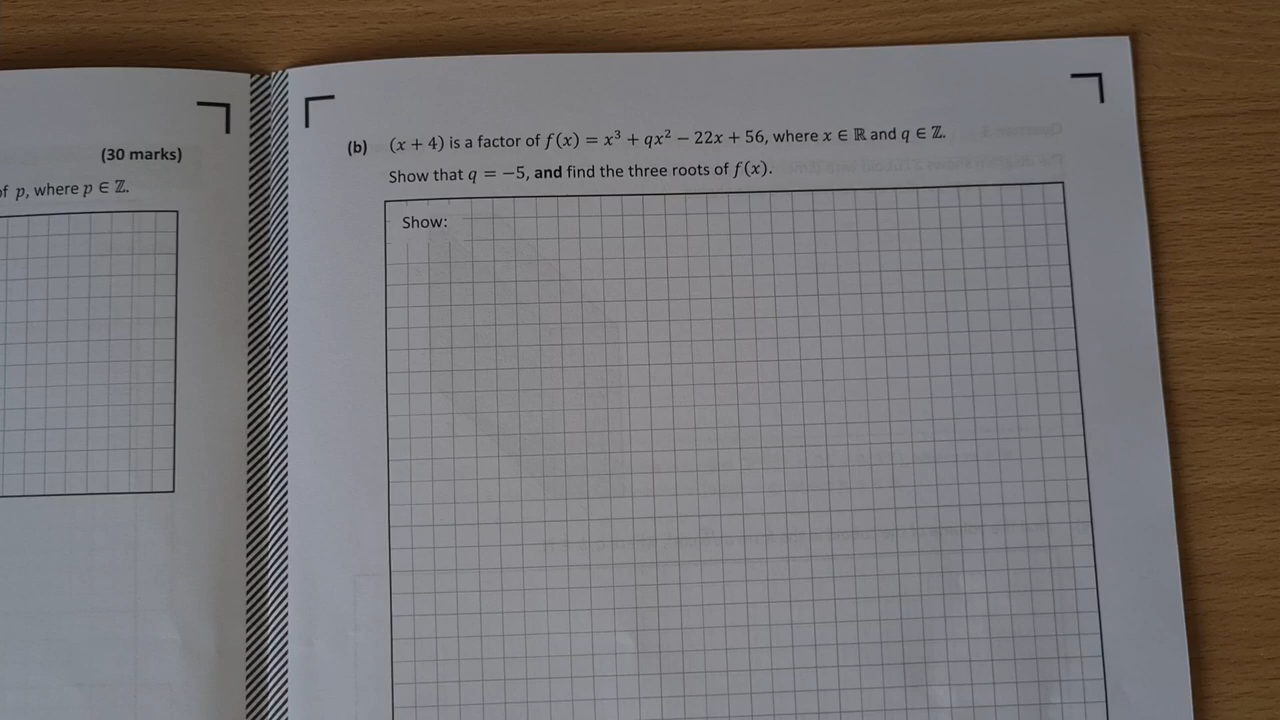 (30 marks)
of p, where p ∈ ℤ.
(b) (x + 4) is a factor of f(x) = x³ + qx² − 22x + 56, where x ∈ ℝ and q ∈ ℤ.
Show that q = −5, and find the three roots of f(x).
Show: